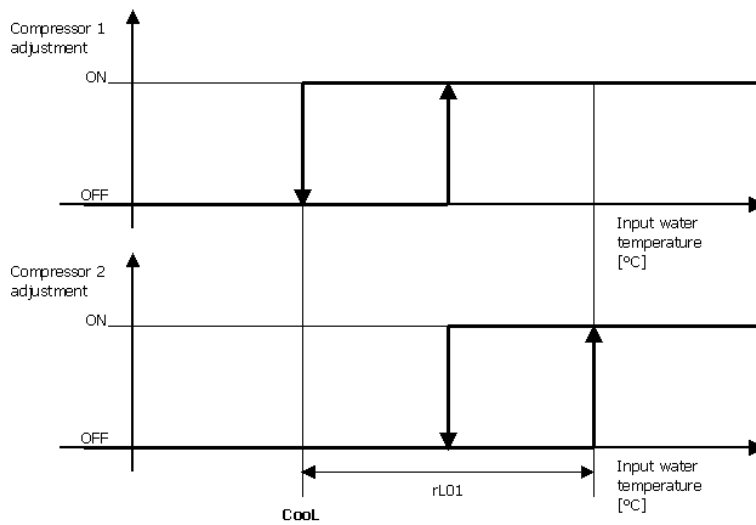 Compressor 1
adjustment
ON
OFF
Input water
temperature
[ºC]
Compressor 2
adjustment
ON
OFF
rL01
Input water
temperature
[ºC]
CooL